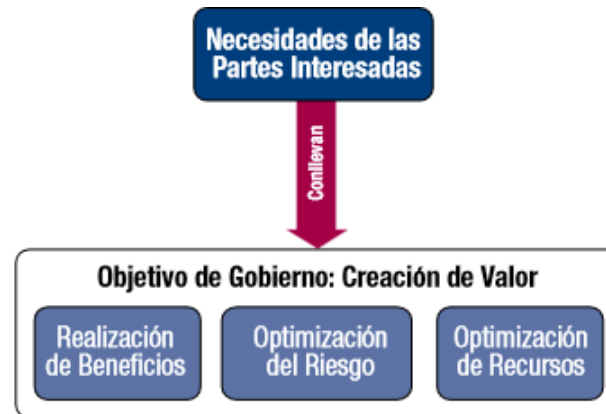 Necesidades de las
Partes Interesadas
Conllevan
Objetivo de Gobierno: Creación de Valor
Realización
de Beneficios
Optimización
del Riesgo
Optimización
de Recursos